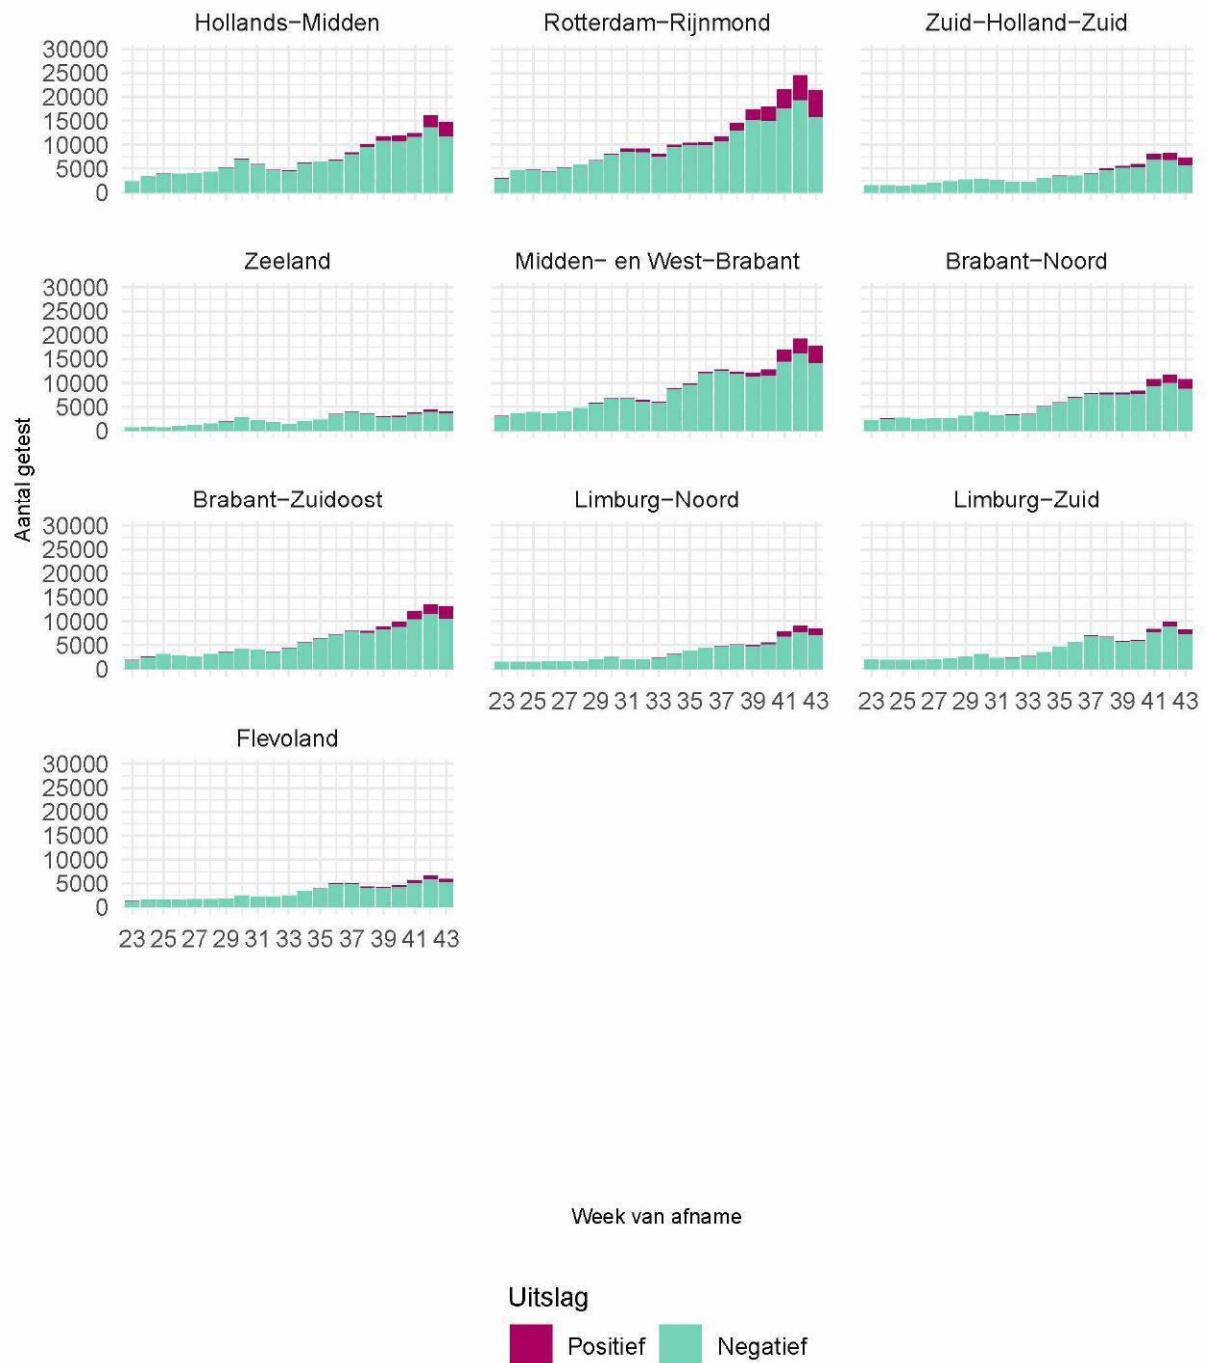 Hollands−Midden Rotterdam−Rijnmond Zuid−Holland−Zuid
30000
25000
20000
15000
10000
5000
0
Zeeland Midden− en West−Brabant Brabant−Noord
30000
25000
20000
15000
10000
5000
0
Aantal getest
Brabant−Zuidoost Limburg−Noord Limburg−Zuid
30000
25000
20000
15000
10000
5000
0
23 25 27 29 31 33 35 37 39 41 43 23 25 27 29 31 33 35 37 39 41 43
Flevoland
30000
25000
20000
15000
10000
5000
0
23 25 27 29 31 33 35 37 39 41 43
Week van afname
Uitslag
Positief Negatief